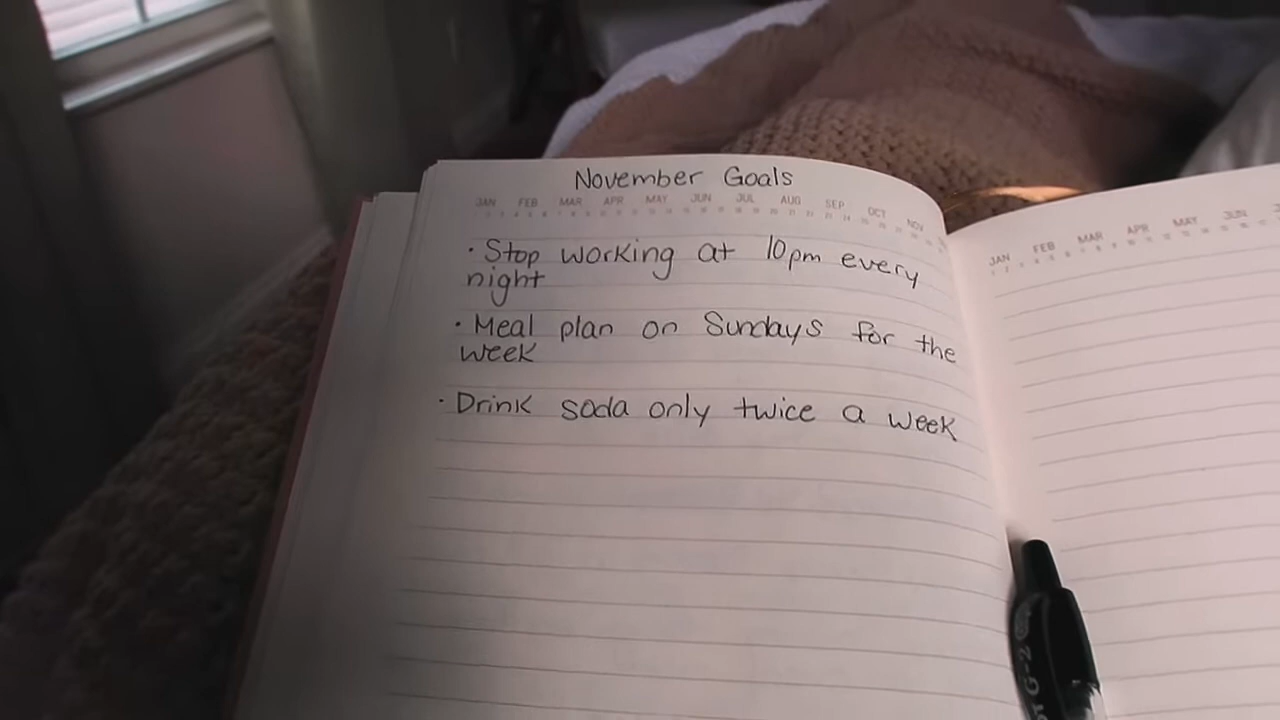 November Goals
JAN FEB MAR APR MAY JUN JUL AUG SEP OCT NOV
• Stop working at 10pm every
night
• Meal plan on Sundays for the
week
• Drink soda only twice a week
JAN FEB MAR APR MAY JUN
G-2